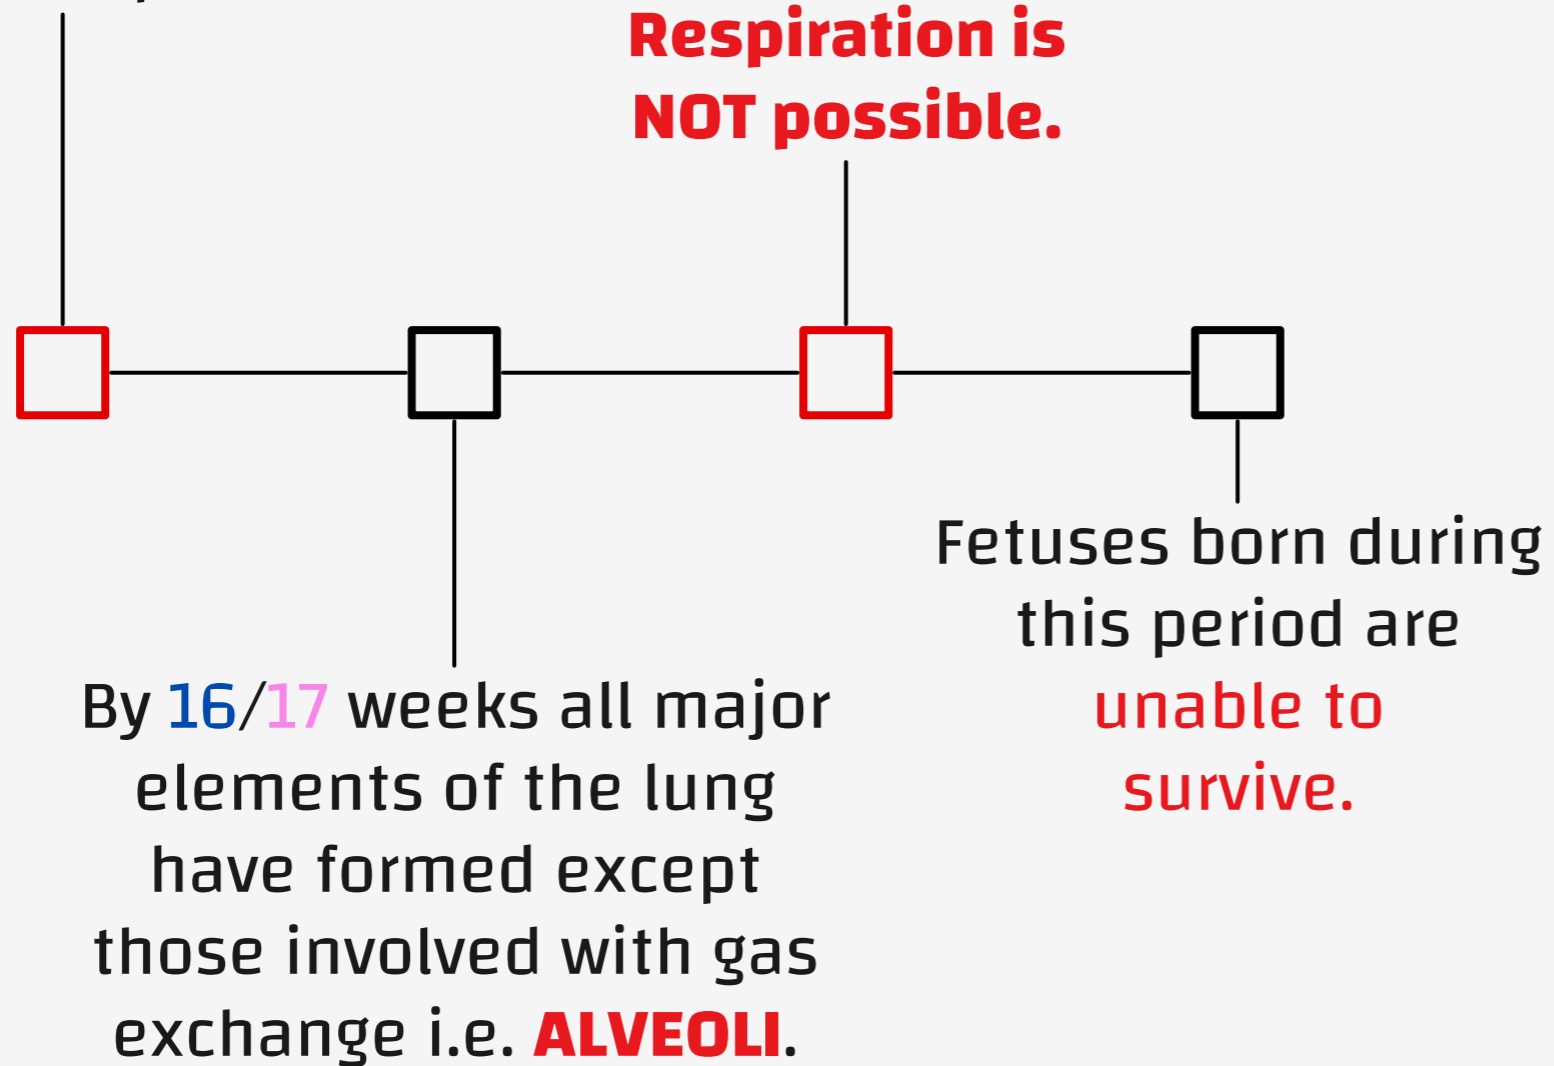 Respiration is
NOT possible.
By 16/17 weeks all major
elements of the lung
have formed except
those involved with gas
exchange i.e. ALVEOLI.
Fetuses born during
this period are
unable to
survive.